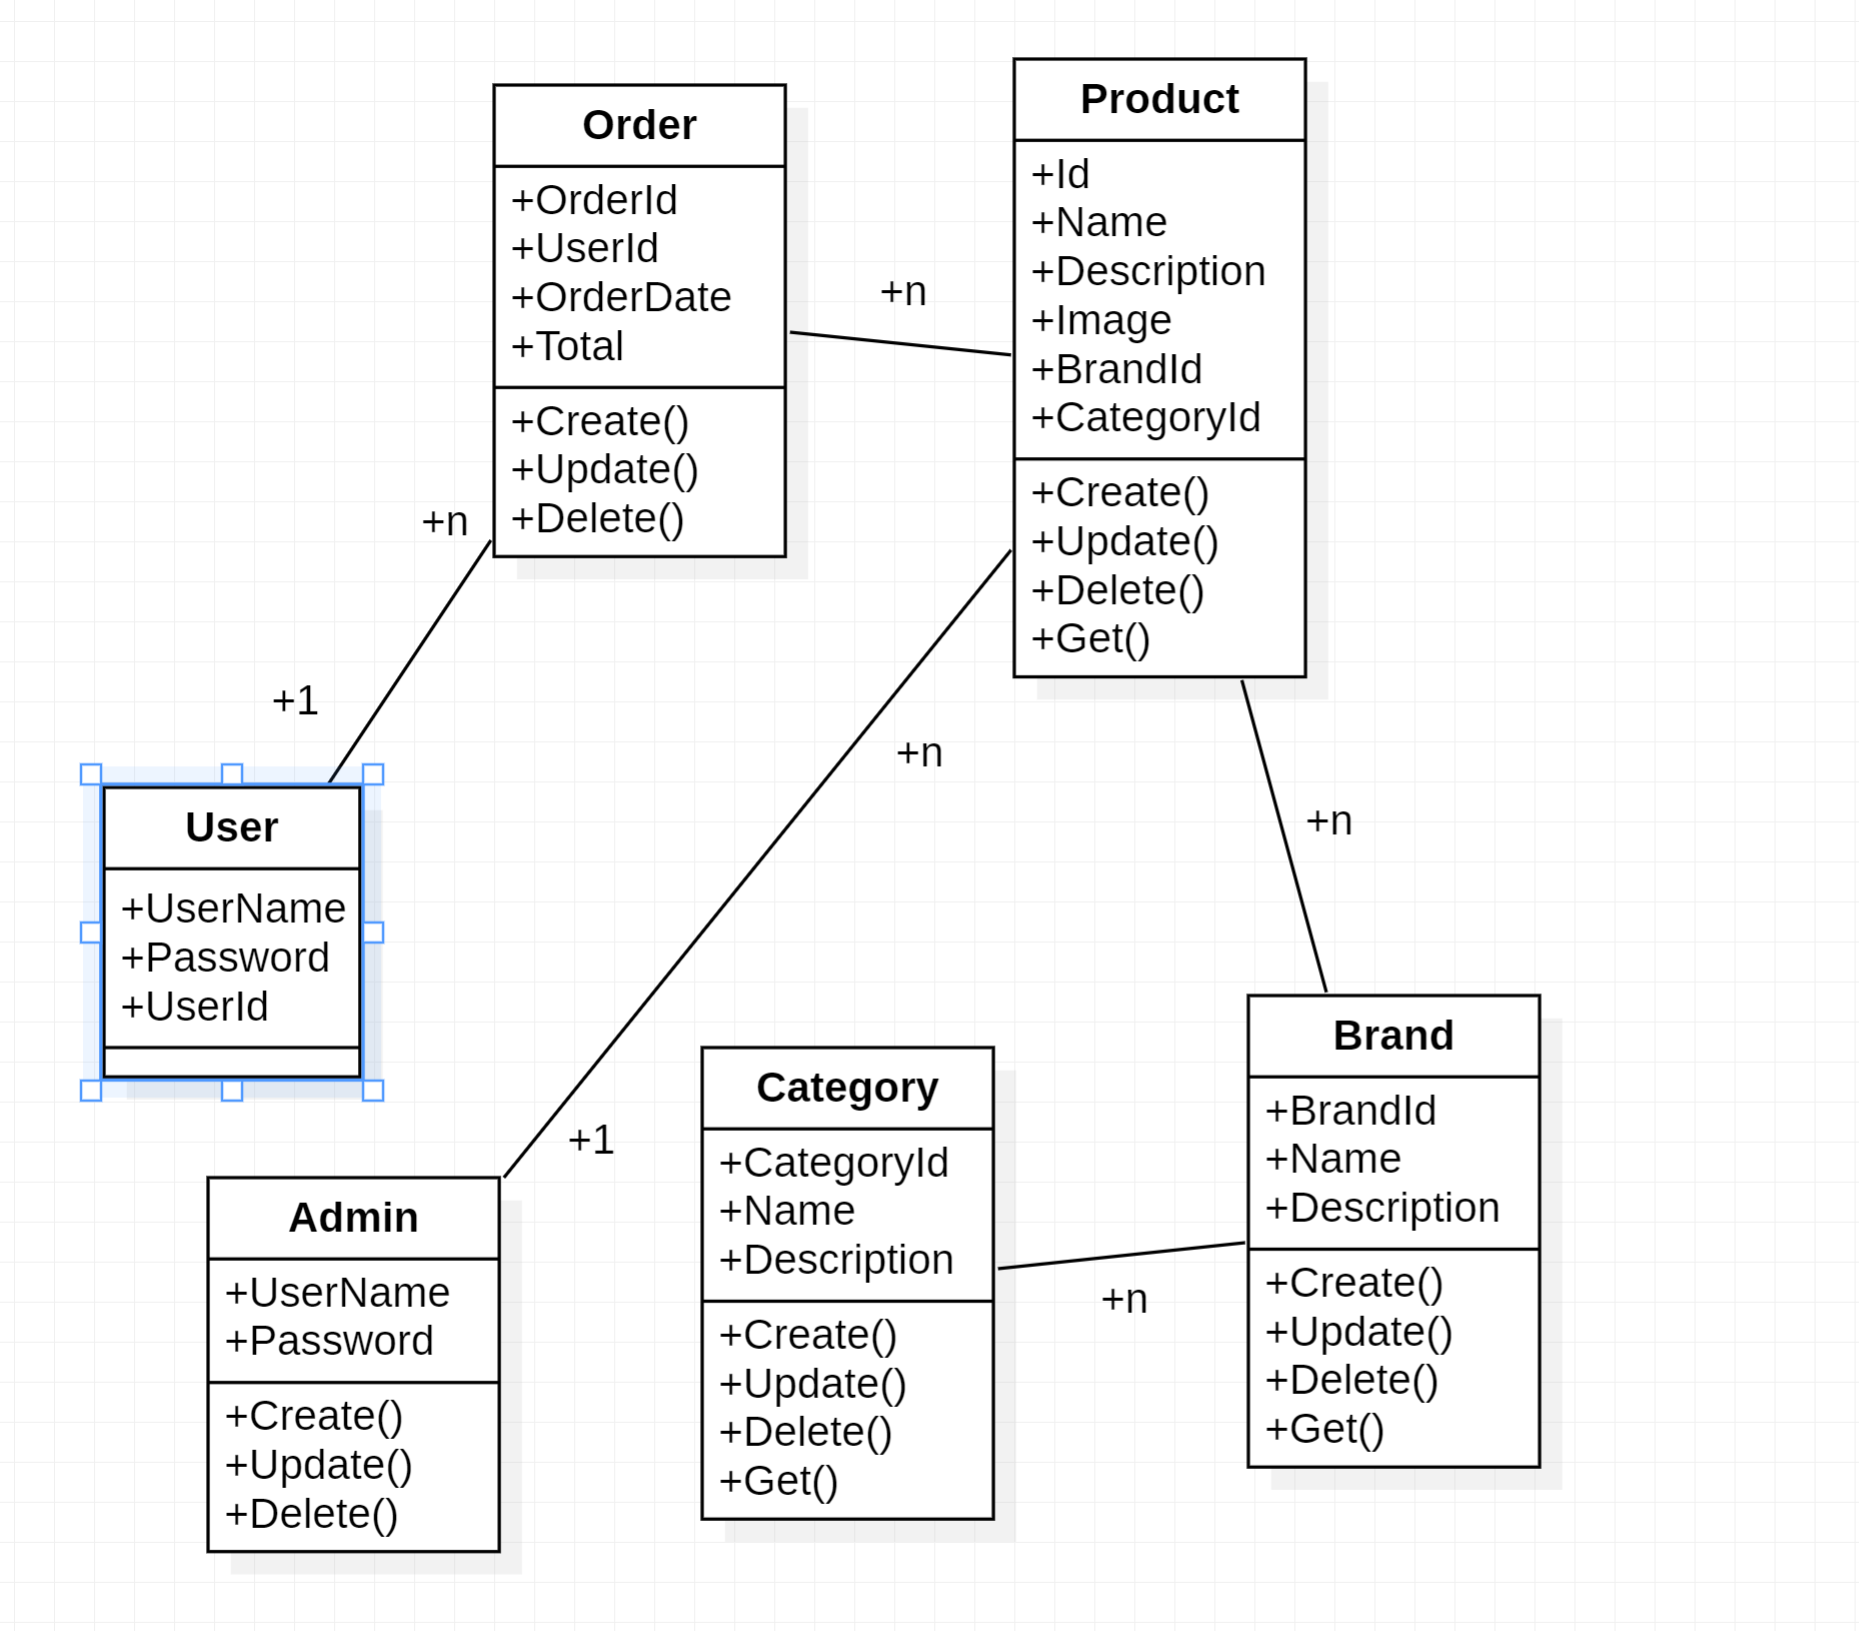 Order
+OrderId
+UserId
+OrderDate
+Total
+Create()
+Update()
+Delete()
Product
+Id
+Name
+Description
+Image
+BrandId
+CategoryId
+Create()
+Update()
+Delete()
+Get()
+n
+n
+1
+n
+n
+1
User
+UserName
+Password
+UserId
Admin
+UserName
+Password
+Create()
+Update()
+Delete()
Category
+CategoryId
+Name
+Description
+Create()
+Update()
+Delete()
+Get()
+n
Brand
+BrandId
+Name
+Description
+Create()
+Update()
+Delete()
+Get()